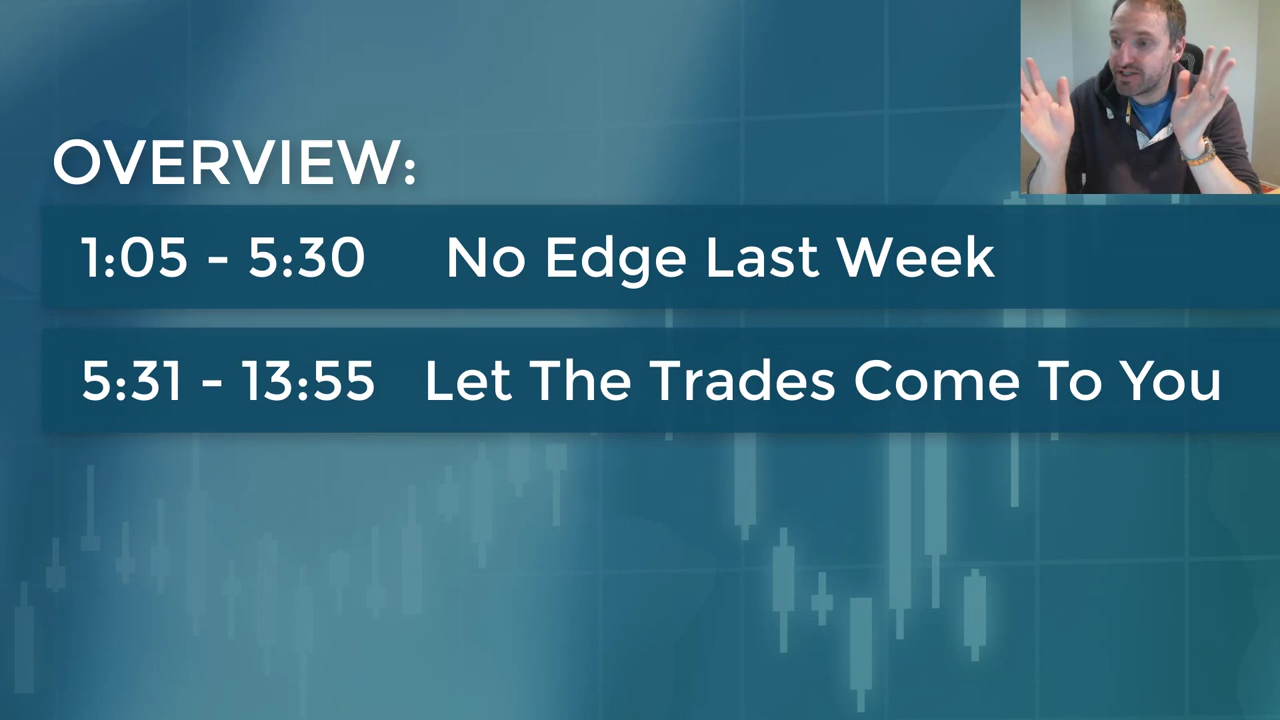 OVERVIEW:
1:05 - 5:30 No Edge Last Week
5:31 - 13:55 Let The Trades Come To You